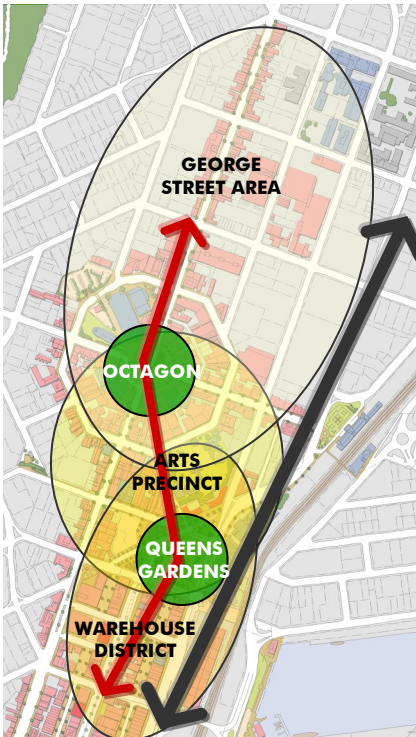 GEORGE
STREET AREA
OCTAGON
ARTS
PRECINCT
QUEENS
GARDENS
WAREHOUSE
DISTRICT